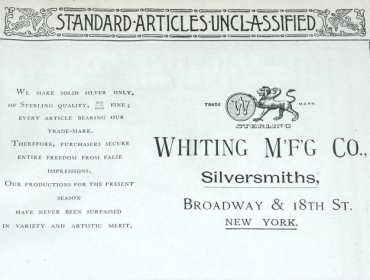 STANDARD·ARTICLES·UNCLASSIFIED
WE MAKE SOLID SILVER ONLY,
OF STERLING QUALITY, 925/1000 FINE;
EVERY ARTICLE BEARING OUR
TRADE-MARK.
THEREFORE, PURCHASERS SECURE
ENTIRE FREEDOM FROM FALSE
IMPRESSIONS.
OUR PRODUCTIONS FOR THE PRESENT
SEASON
HAVE NEVER BEEN SURPASSED
IN VARIETY AND ARTISTIC MERIT.
TRADE MARK
W
STERLING
WHITING M'F'G CO.,
Silversmiths,
BROADWAY & 18TH ST.
NEW YORK.